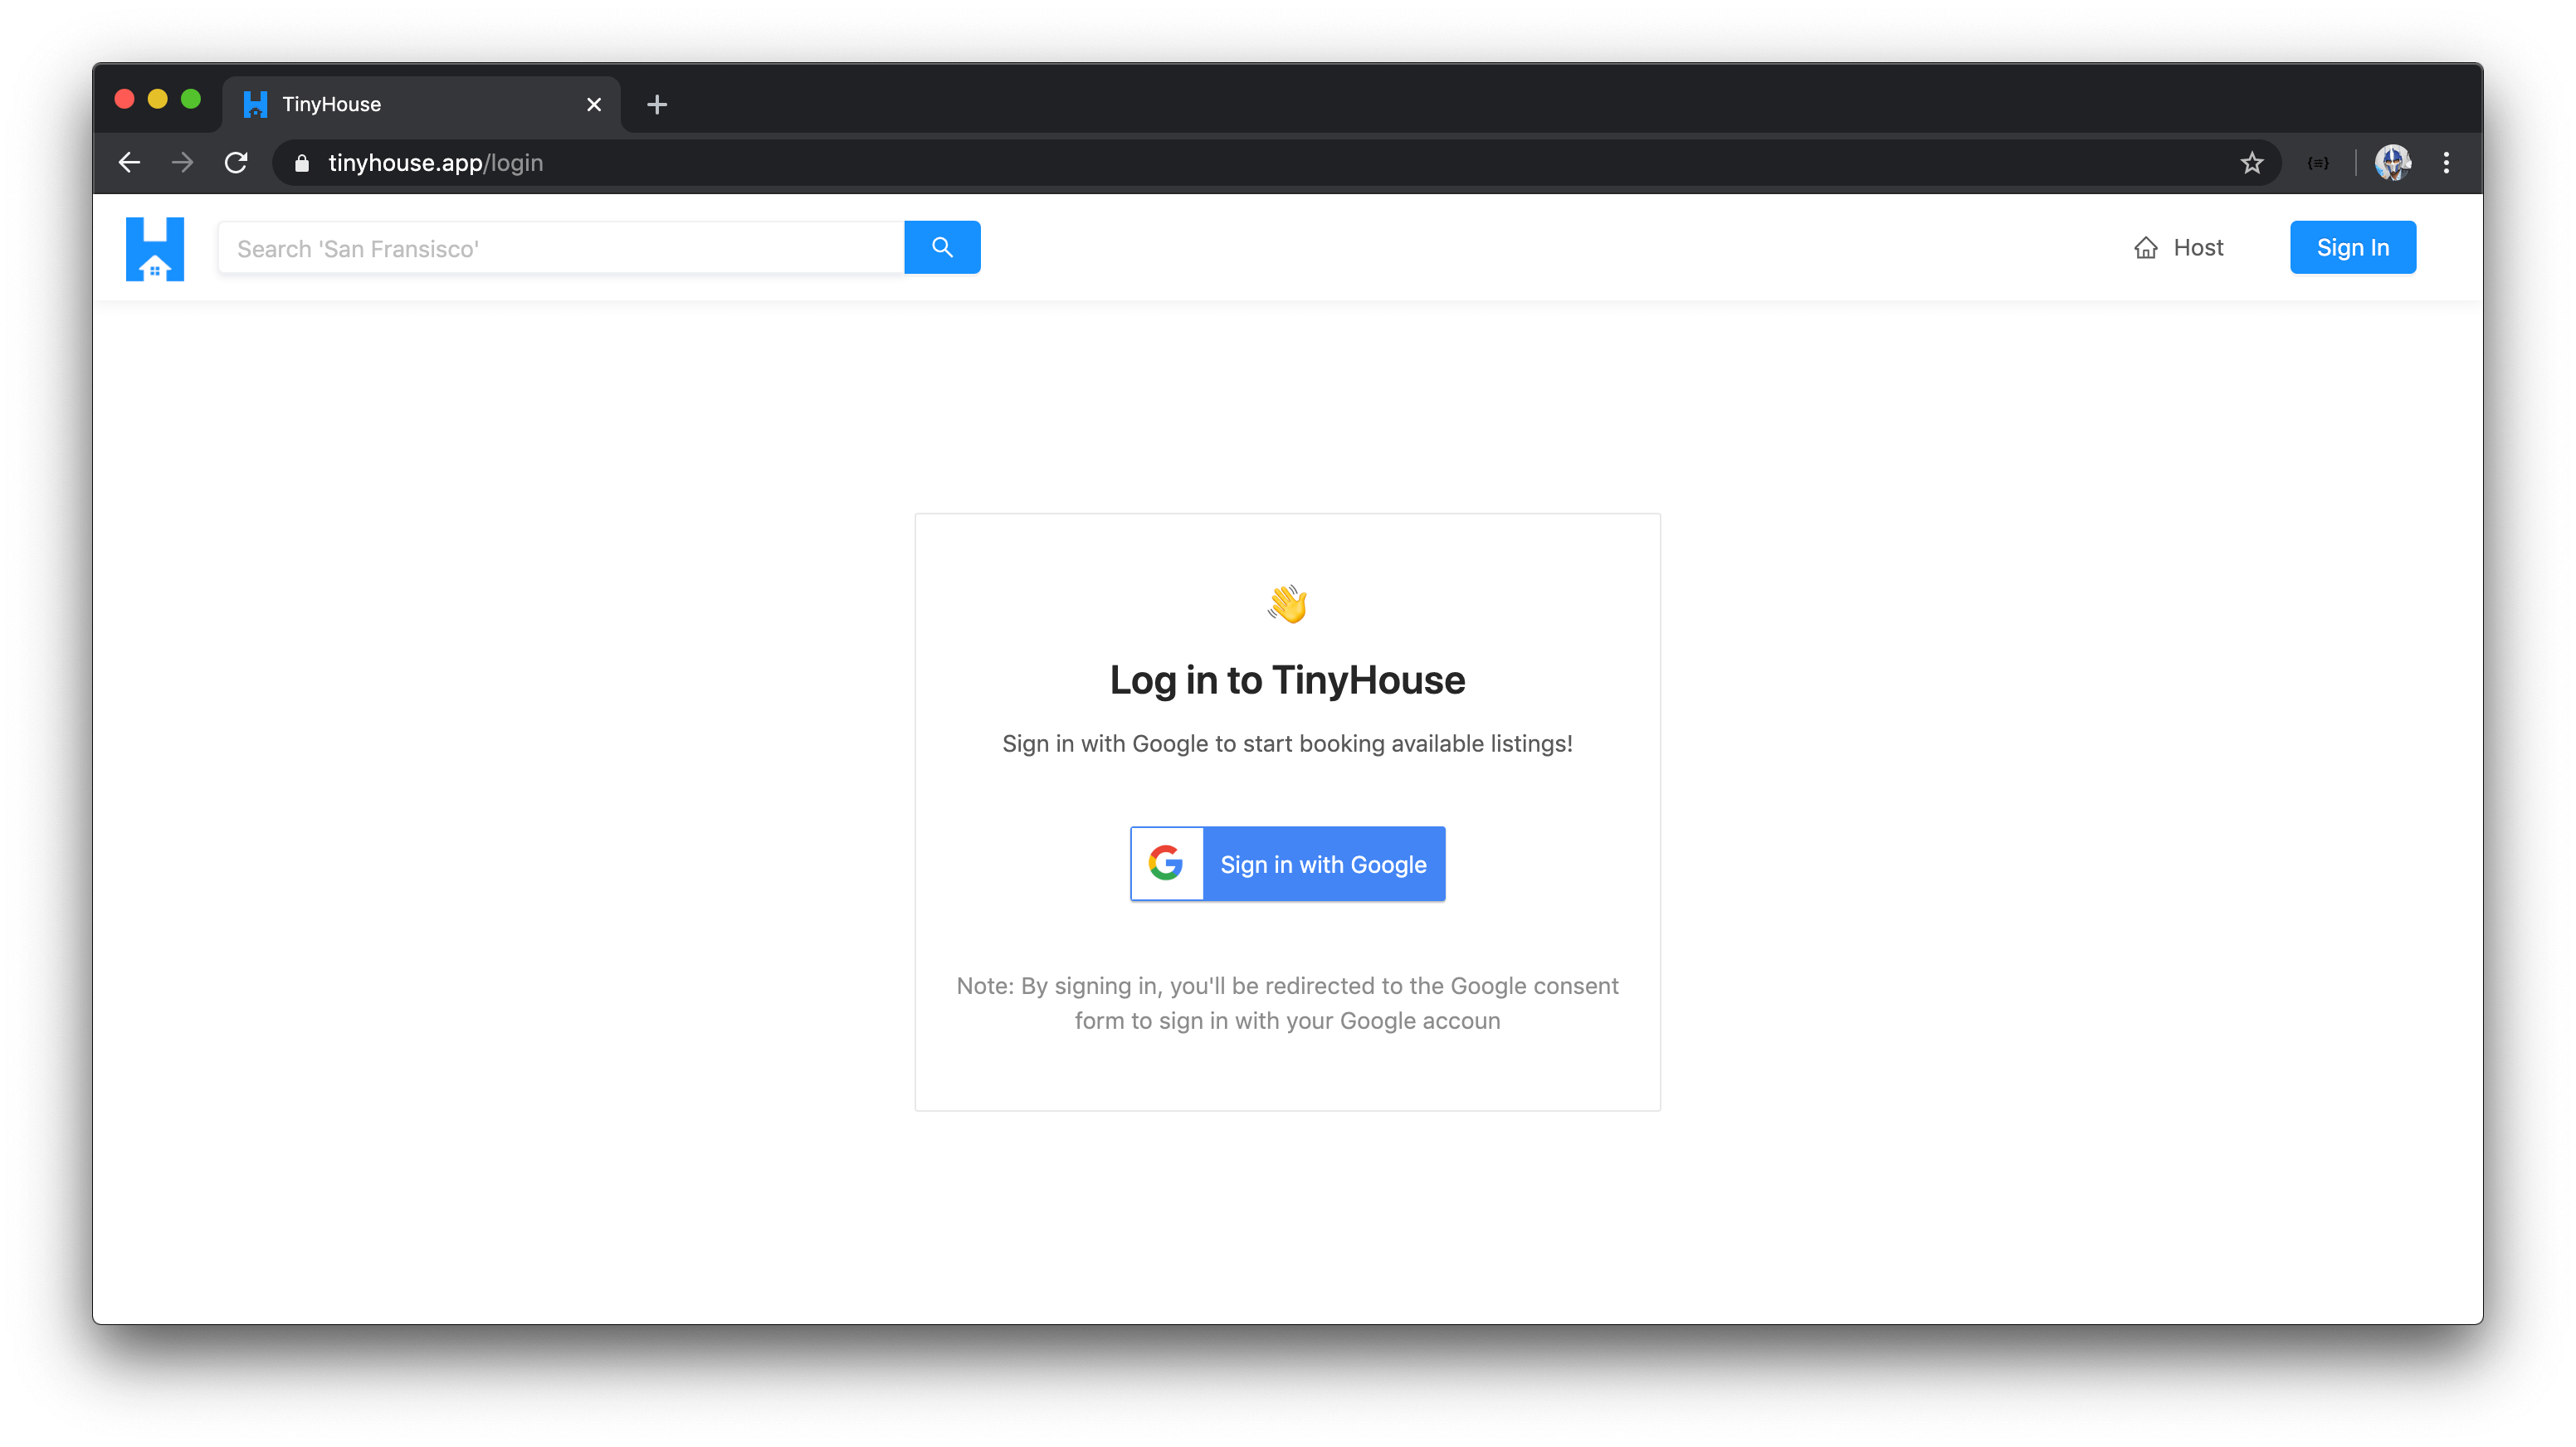 TinyHouse
tinyhouse.app/login
Search 'San Fransisco'
Host
Sign In
Log in to TinyHouse
Sign in with Google to start booking available listings!
Sign in with Google
Note: By signing in, you'll be redirected to the Google consent
form to sign in with your Google accoun